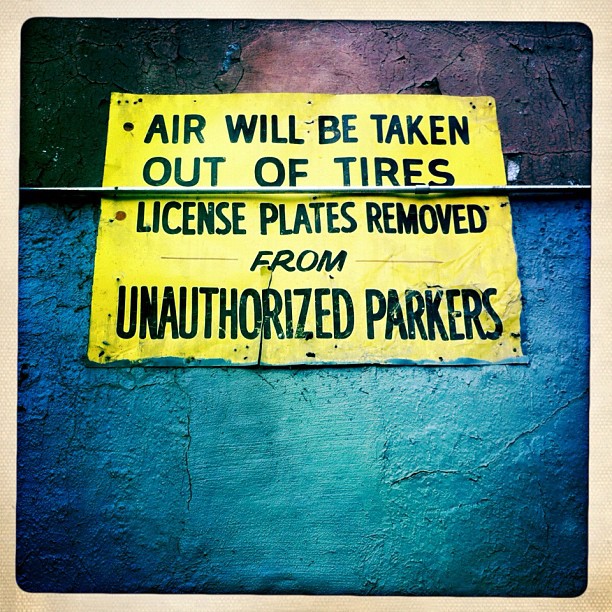 AIR WILL BE TAKEN
OUT OF TIRES
LICENSE PLATES REMOVED
FROM
UNAUTHORIZED PARKERS